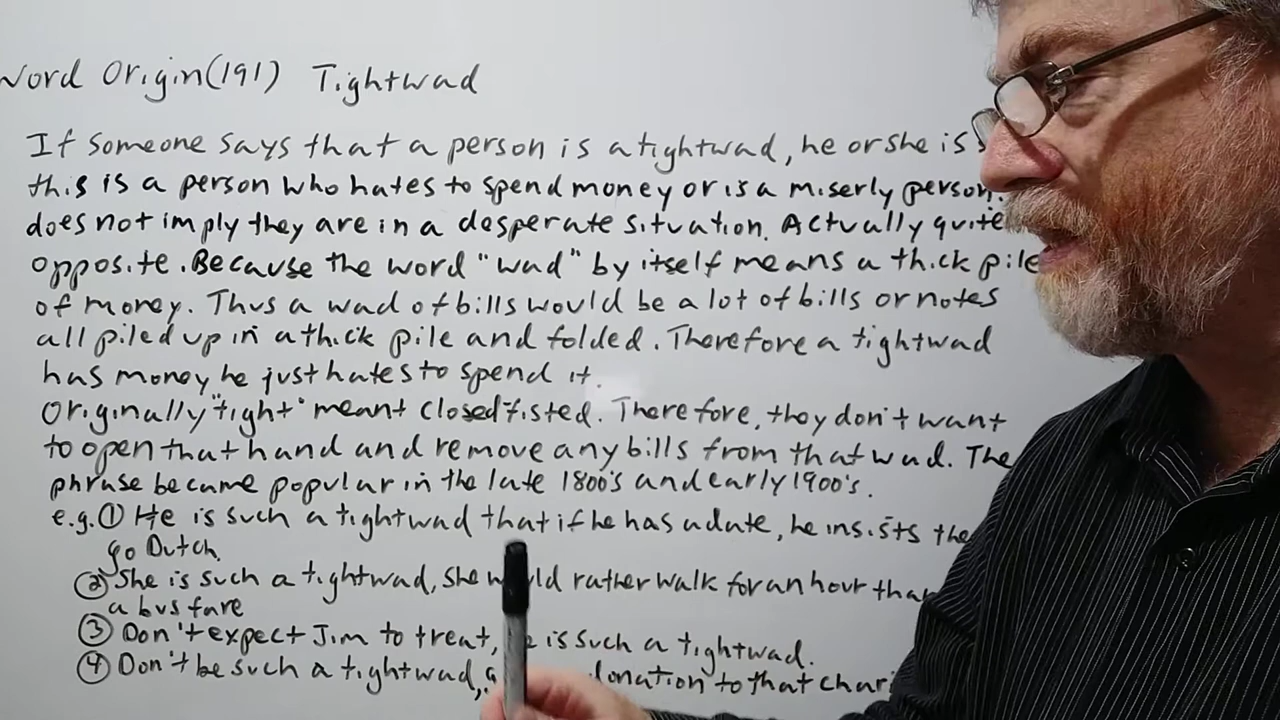 Word Origin (191) Tightwad
If someone says that a person is a tightwad, he or she is
this is a person who hates to spend money or is a miserly person.
does not imply they are in a desperate situation. Actually quite
opposite. Because the word "wad" by itself means a thick pile
of money. Thus a wad of bills would be a lot of bills or notes
all piled up in a thick pile and folded. Therefore a tightwad
has money he just hates to spend it.
Originally "tight" meant closedfisted. Therefore, they don't want
to open that hand and remove any bills from that wad. The
phrase became popular in the late 1800's and early 1900's.
e.g. ① He is such a tightwad that if he has a date, he insists
go Dutch.
② She is such a tightwad, she would rather walk for an hour than
a bus fare
③ Don't expect Jim to treat, is such a tightwad.
④ Don't be such a tightwad, donation to that